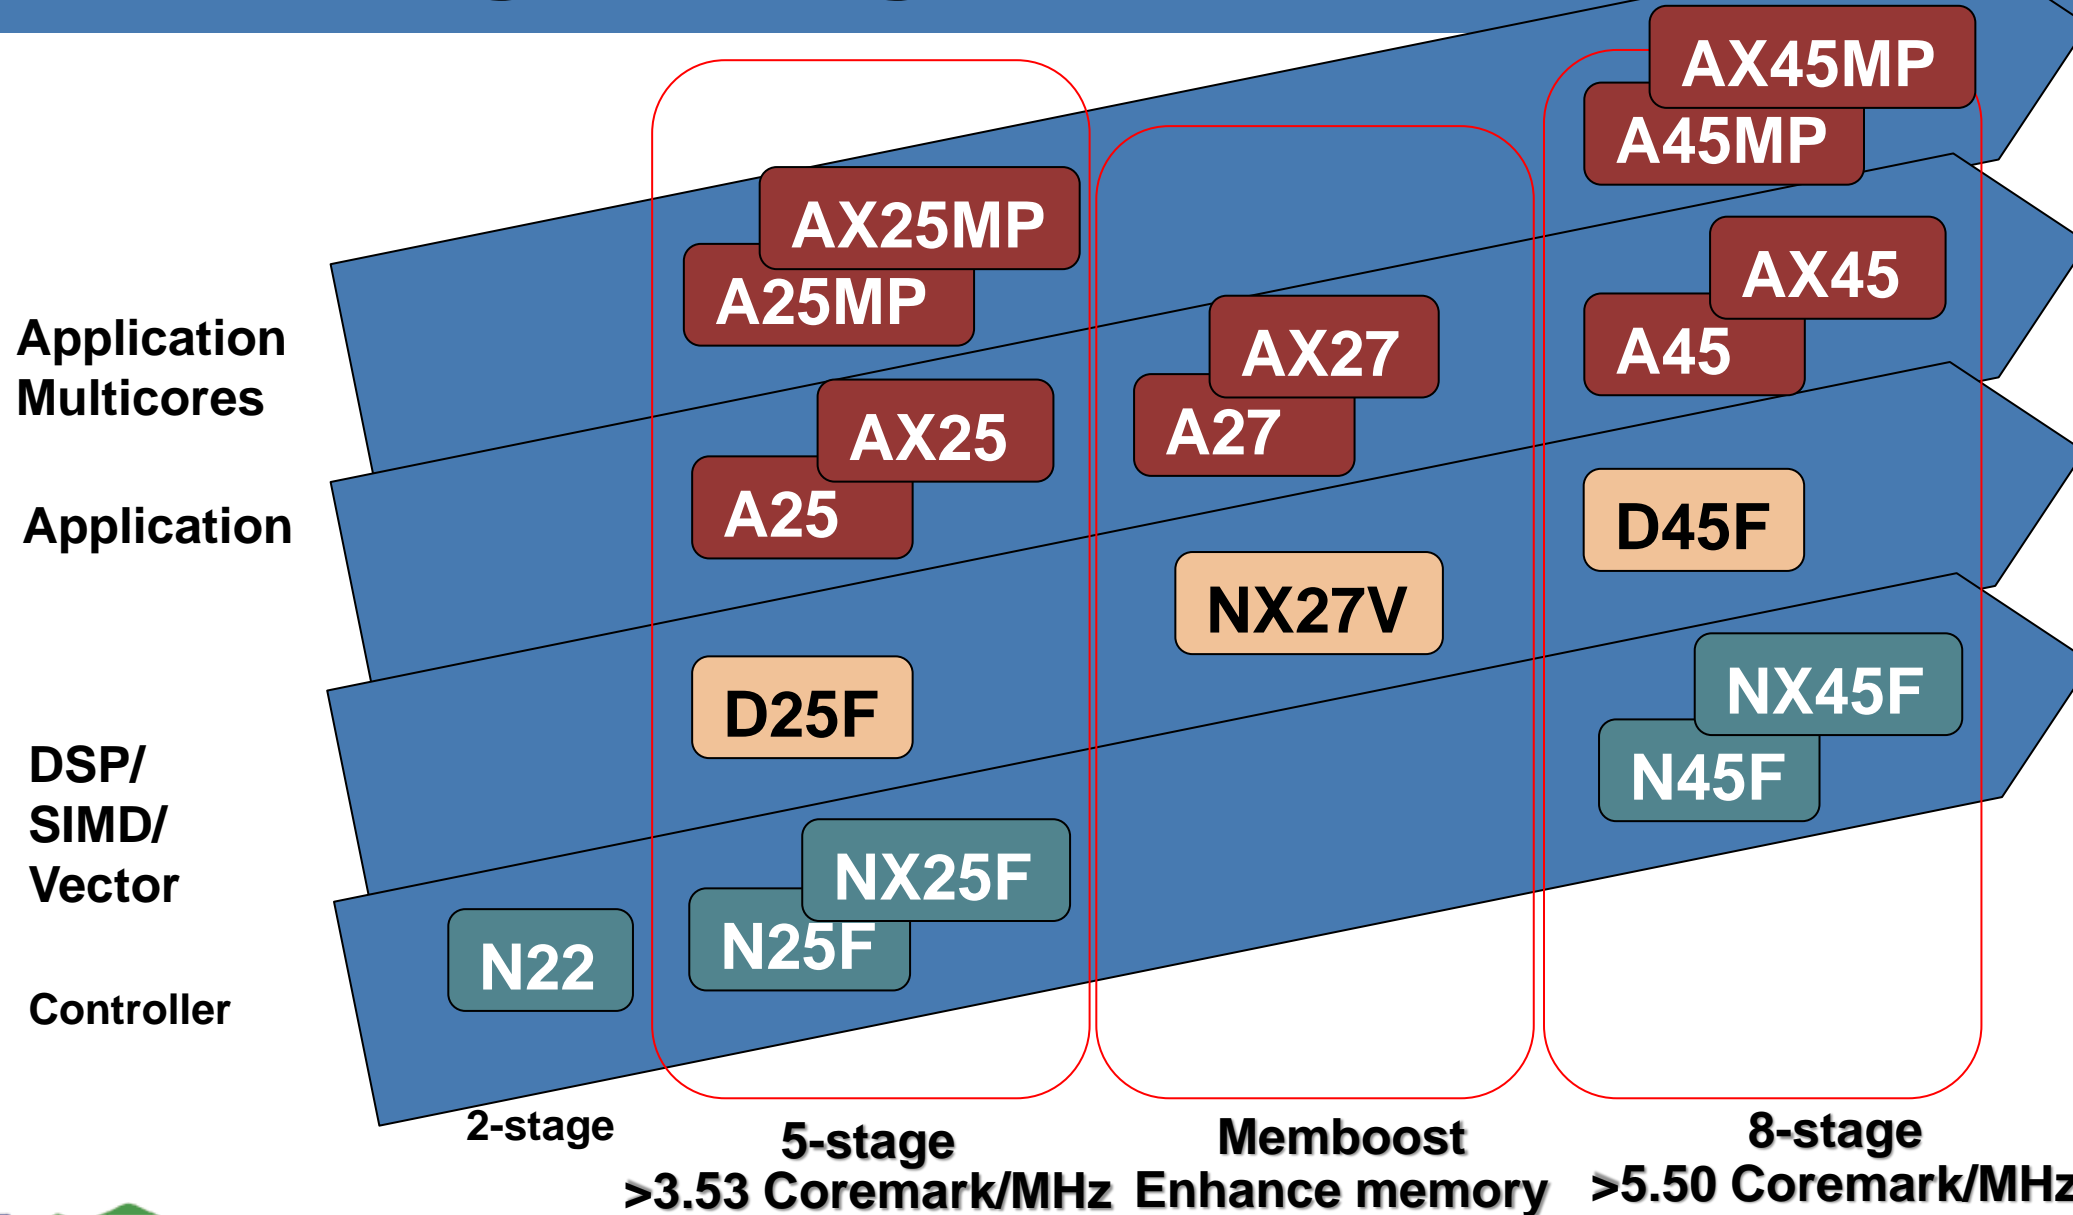 AX45MP
A45MP
AX25MP
A25MP
AX45
A45
AX27
A27
AX25
A25
Application
Multicores
Application
D45F
NX27V
D25F
NX45F
N45F
DSP/
SIMD/
Vector
NX25F
N25F
N22
Controller
2-stage
5-stage
>3.53 Coremark/MHz
Memboost
Enhance memory
8-stage
>5.50 Coremark/MHz